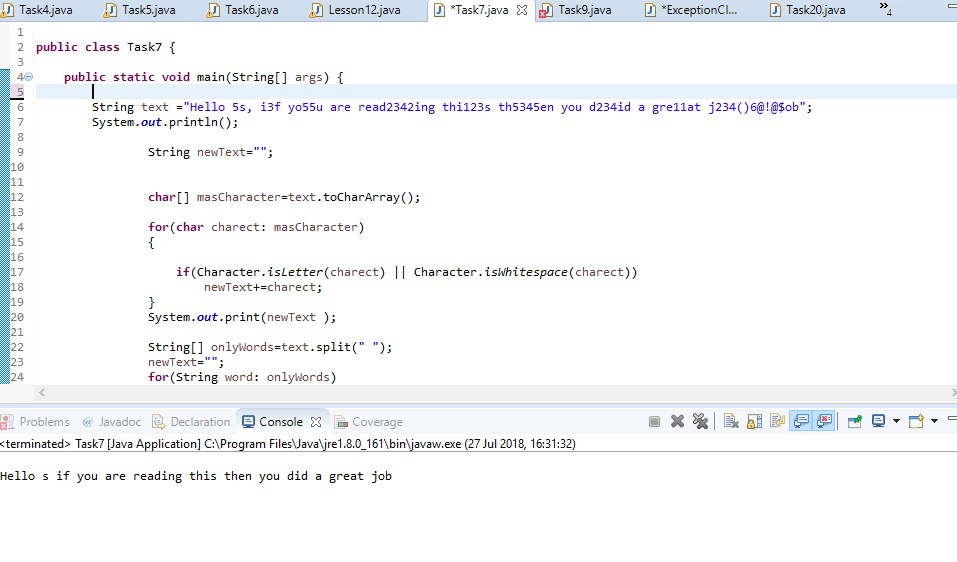 Task4.java Task5.java Task6.java Lesson12.java *Task7.java Task9.java *ExceptionCl... Task20.java »4
1
2 public class Task7 {
3
4 public static void main(String[] args) {
5
6 String text ="Hello 5s, i3f yo55u are read2342ing thi123s th5345en you d234id a gre11at j234()6@!@$ob";
7 System.out.println();
8
9 String newText="";
10
11
12 char[] masCharacter=text.toCharArray();
13
14 for(char charect: masCharacter)
15 {
16
17 if(Character.isLetter(charect) || Character.isWhitespace(charect))
18 newText+=charect;
19 }
20 System.out.print(newText );
21
22 String[] onlyWords=text.split(" ");
23 newText="";
24 for(String word: onlyWords)
Problems @ Javadoc Declaration Console Coverage
<terminated> Task7 [Java Application] C:\Program Files\Java\jre1.8.0_161\bin\javaw.exe (27 Jul 2018, 16:31:32)
Hello s if you are reading this then you did a great job